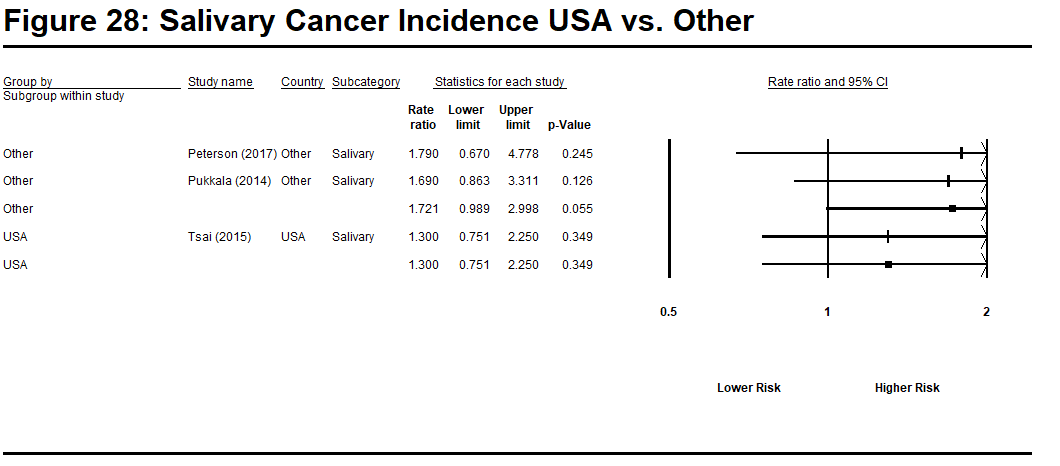 Figure 28: Salivary Cancer Incidence USA vs. Other
Group by Study name Country Subcategory Statistics for each study Rate ratio and 95% CI
Subgroup within study
Rate Lower Upper
ratio limit limit p-Value
Other Peterson (2017) Other Salivary 1.790 0.670 4.778 0.245
Other Pukkala (2014) Other Salivary 1.690 0.863 3.311 0.126
Other 1.721 0.989 2.998 0.055
USA Tsai (2015) USA Salivary 1.300 0.751 2.250 0.349
USA 1.300 0.751 2.250 0.349
0.5 1 2
Lower Risk Higher Risk